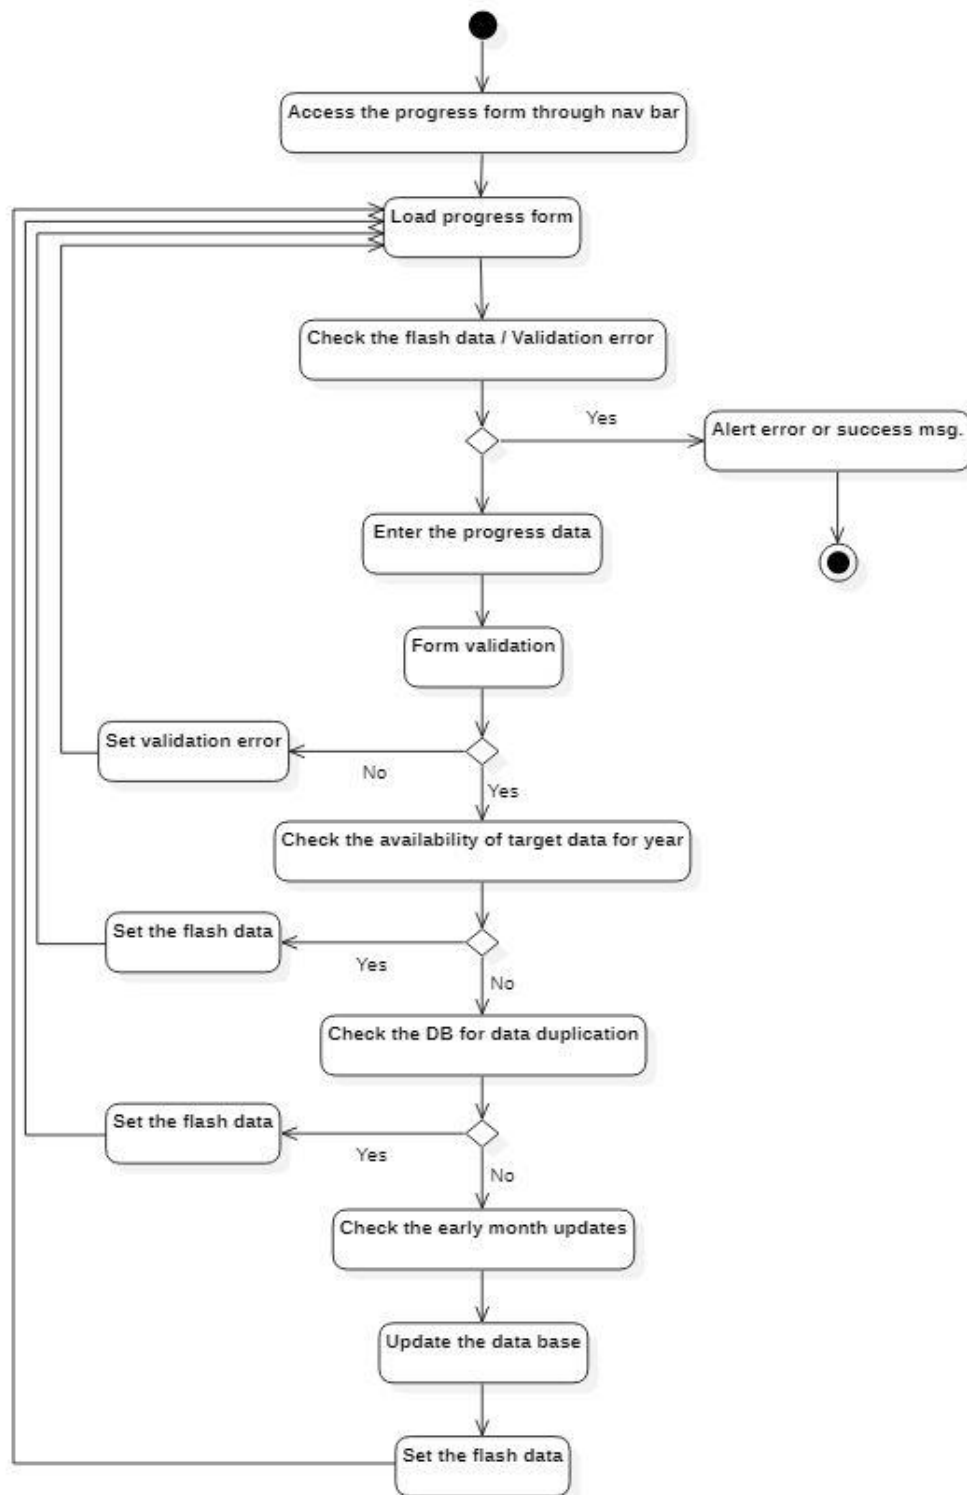 Access the progress form through nav bar
Load progress form
Check the flash data / Validation error
Yes
Alert error or success msg.
Enter the progress data
Form validation
Set validation error
No
Yes
Check the availability of target data for year
Set the flash data
Yes
No
Check the DB for data duplication
Set the flash data
Yes
No
Check the early month updates
Update the data base
Set the flash data